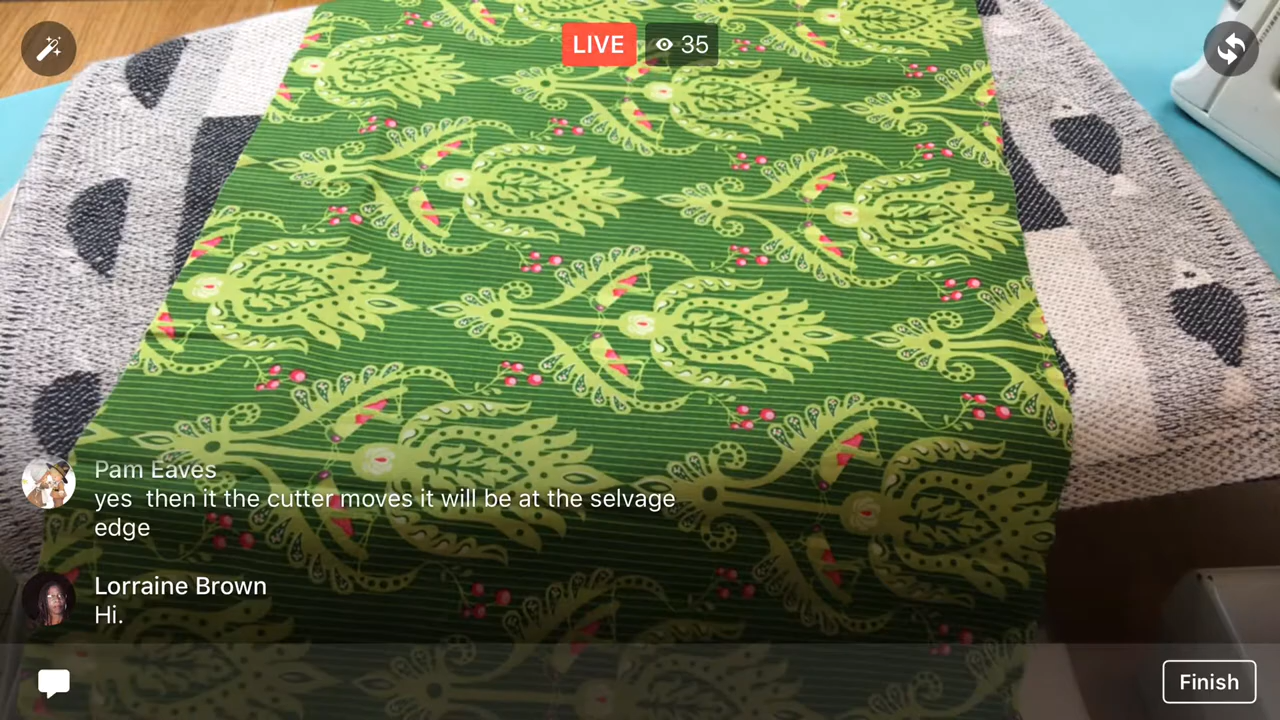 LIVE 35
Pam Eaves
yes then it the cutter moves it will be at the selvage
edge
Lorraine Brown
Hi.
Finish